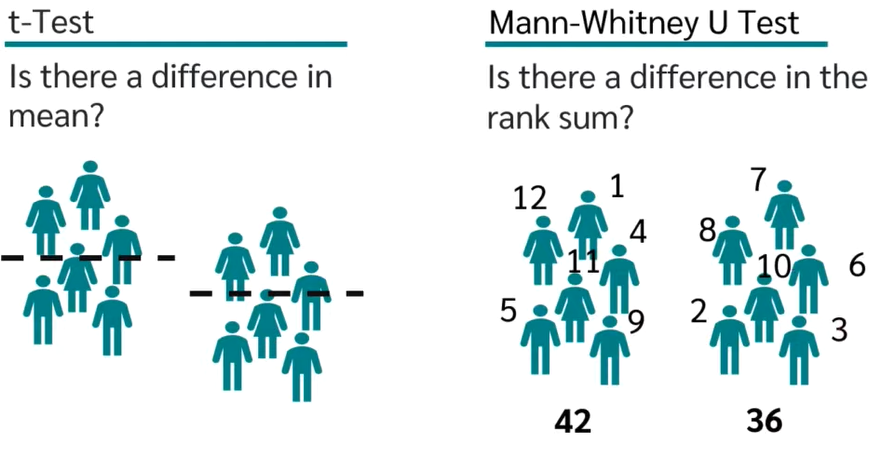 t-Test
Is there a difference in
mean?
Mann-Whitney U Test
Is there a difference in the
rank sum?
12 1
4
11
5
9
42
7
8
10 6
2
3
36